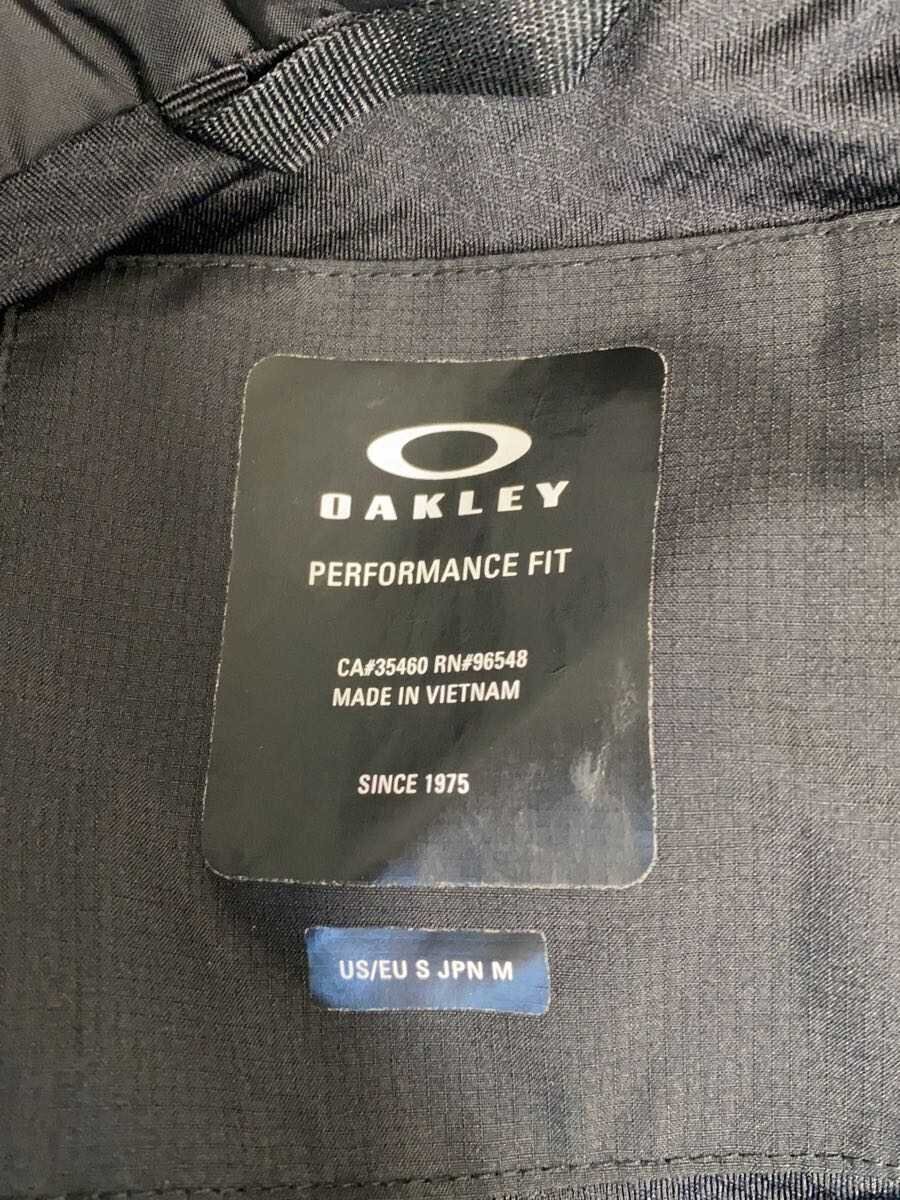 OAKLEY
PERFORMANCE FIT
CA#35460 RN#96548
MADE IN VIETNAM
SINCE 1975
US/EU S JPN M